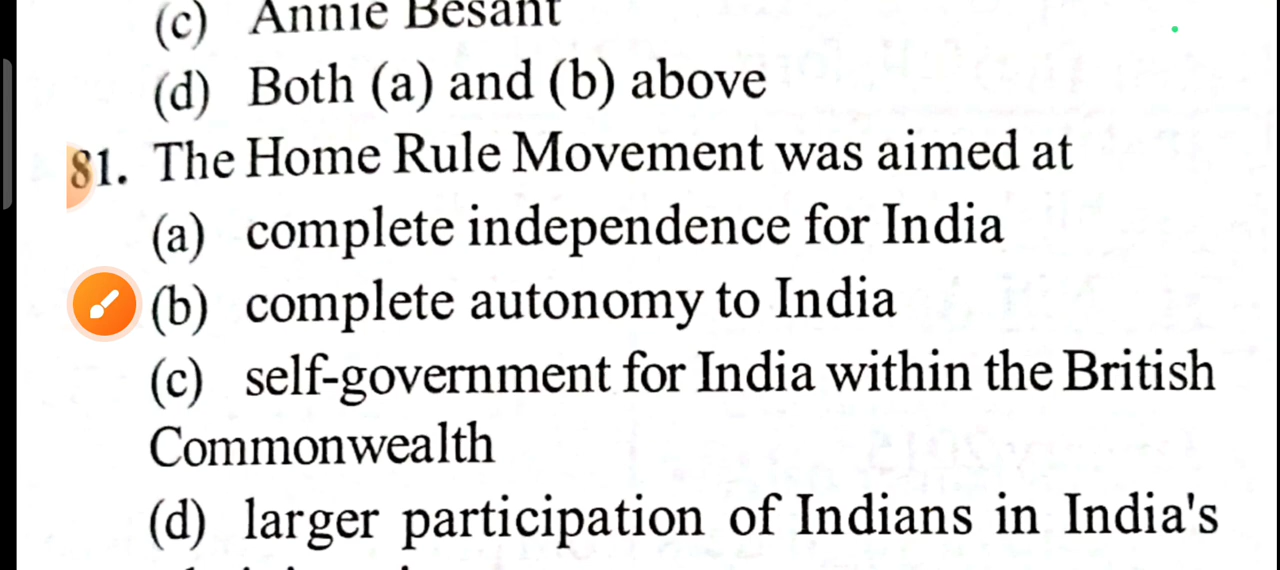 (c) Annie Besant
(d) Both (a) and (b) above
81. The Home Rule Movement was aimed at
(a) complete independence for India
(b) complete autonomy to India
(c) self-government for India within the British
Commonwealth
(d) larger participation of Indians in India's